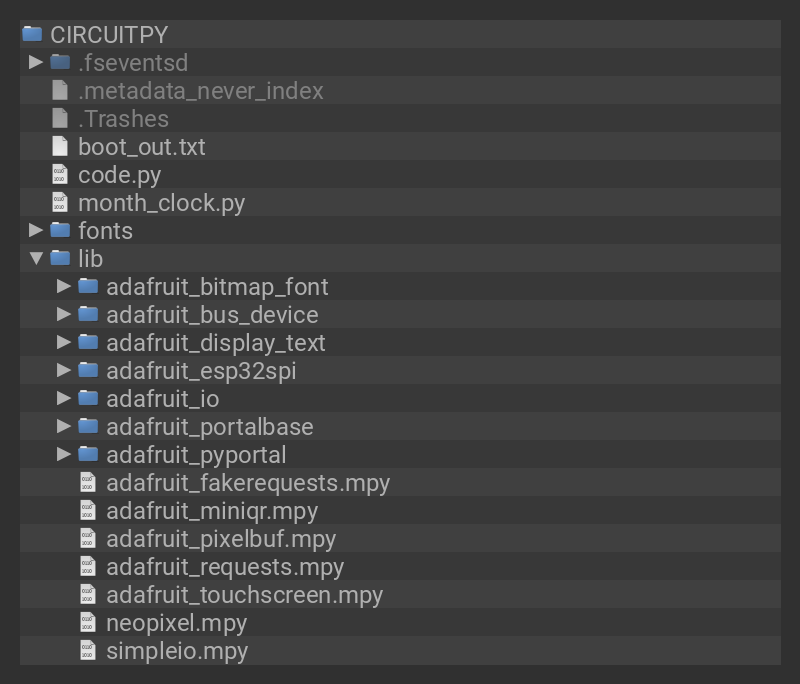 CIRCUITPY
.fseventsd
.metadata_never_index
.Trashes
boot_out.txt
code.py
month_clock.py
fonts
lib
adafruit_bitmap_font
adafruit_bus_device
adafruit_display_text
adafruit_esp32spi
adafruit_io
adafruit_portalbase
adafruit_pyportal
adafruit_fakerequests.mpy
adafruit_miniqr.mpy
adafruit_pixelbuf.mpy
adafruit_requests.mpy
adafruit_touchscreen.mpy
neopixel.mpy
simpleio.mpy